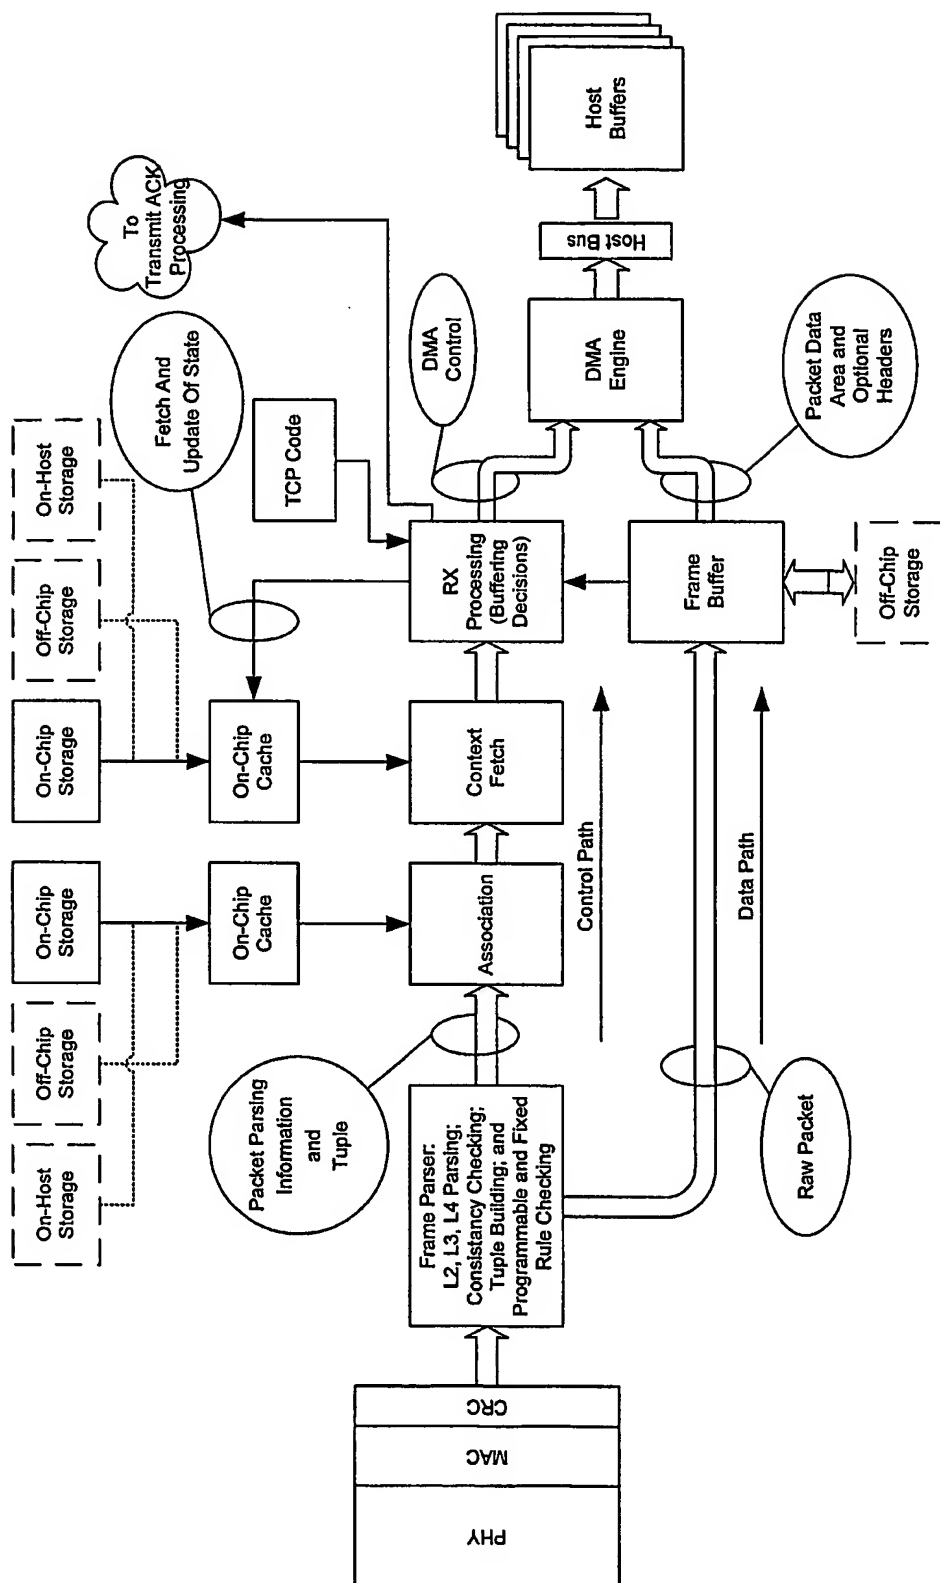 On-Host
Storage
Off-Chip
Storage
On-Chip
Storage
On-Chip
Storage
Off-Chip
Storage
On-Host
Storage
Fetch And
Update Of State
To
Transmit ACK
Processing
On-Chip
Cache
On-Chip
Cache
TCP Code
DMA
Control
Packet Parsing
Information
and
Tuple
PHY
MAC
CRC
Frame Parser:
L2, L3, L4 Parsing;
Consistancy Checking;
Tuple Building; and
Programmable and Fixed
Rule Checking
Association
Context
Fetch
RX
Processing
(Buffering
Decisions)
DMA
Engine
Host Bus
Host
Buffers
Control Path
Data Path
Raw Packet
Frame
Buffer
Packet Data
Area and
Optional
Headers
Off-Chip
Storage